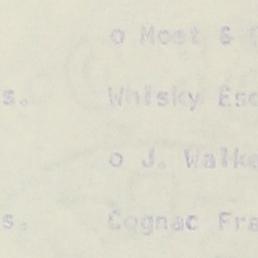 o Moet & C
s. Whisky Esc
o J. Walke
s. Cognac Fra